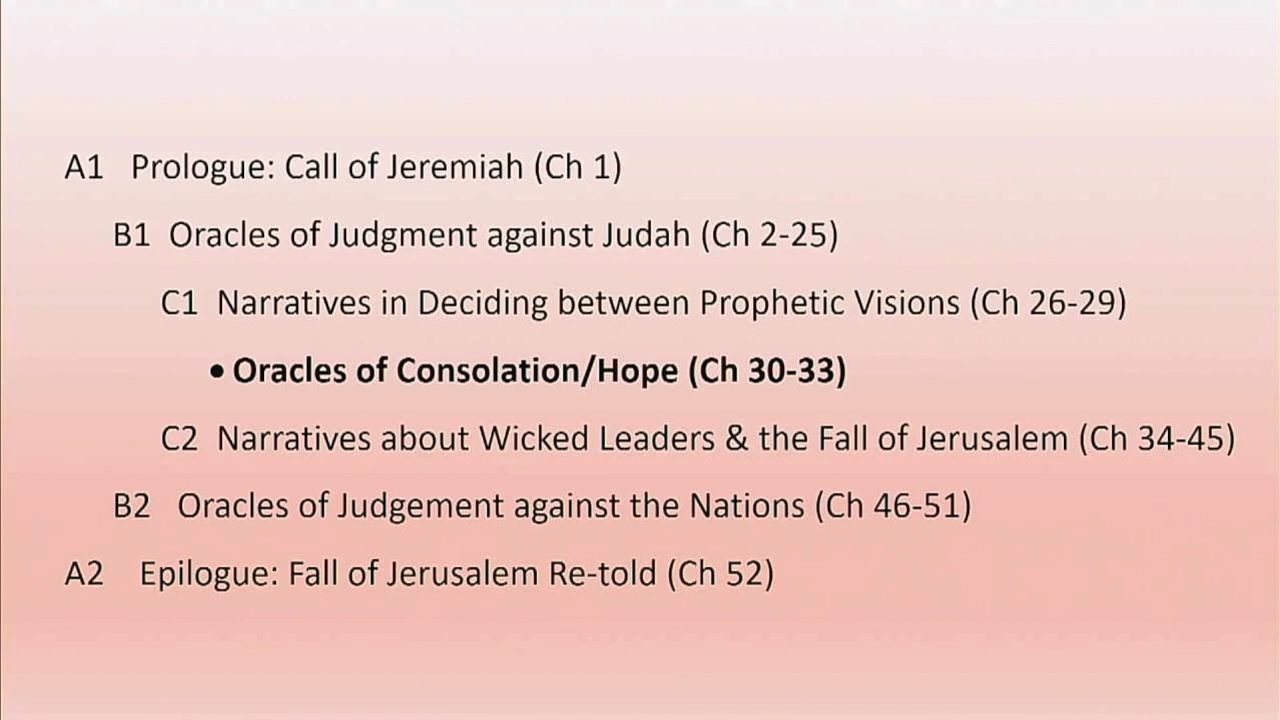 A1 Prologue: Call of Jeremiah (Ch 1)
B1 Oracles of Judgment against Judah (Ch 2-25)
C1 Narratives in Deciding between Prophetic Visions (Ch 26-29)
• Oracles of Consolation/Hope (Ch 30-33)
C2 Narratives about Wicked Leaders & the Fall of Jerusalem (Ch 34-45)
B2 Oracles of Judgement against the Nations (Ch 46-51)
A2 Epilogue: Fall of Jerusalem Re-told (Ch 52)